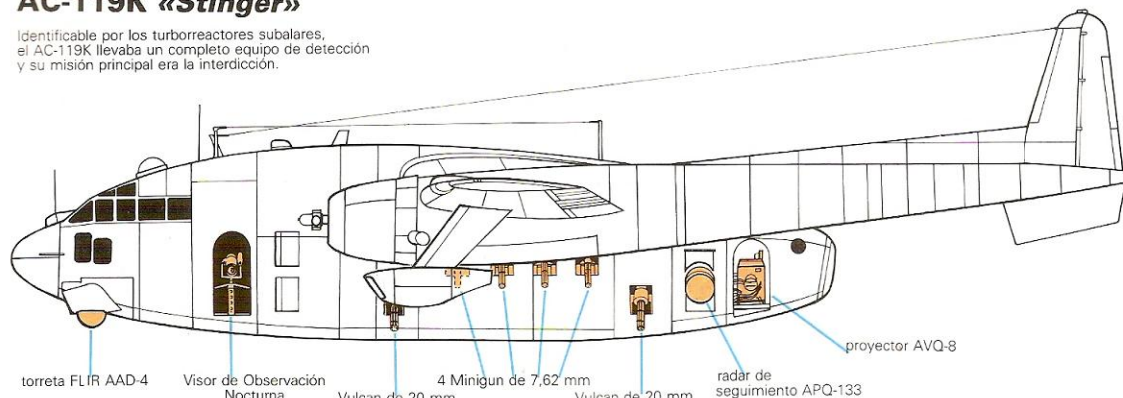 AC-119K «Stinger»
Identificable por los turborreactores subalares,
el AC-119K llevaba un completo equipo de detección
y su misión principal era la interdicción.
proyector AVQ-8
torreta FLIR AAD-4
Visor de Observación
Nocturna
Vulcan de 20 mm
4 Minigun de 7,62 mm
Vulcan de 20 mm
radar de
seguimiento APQ-133